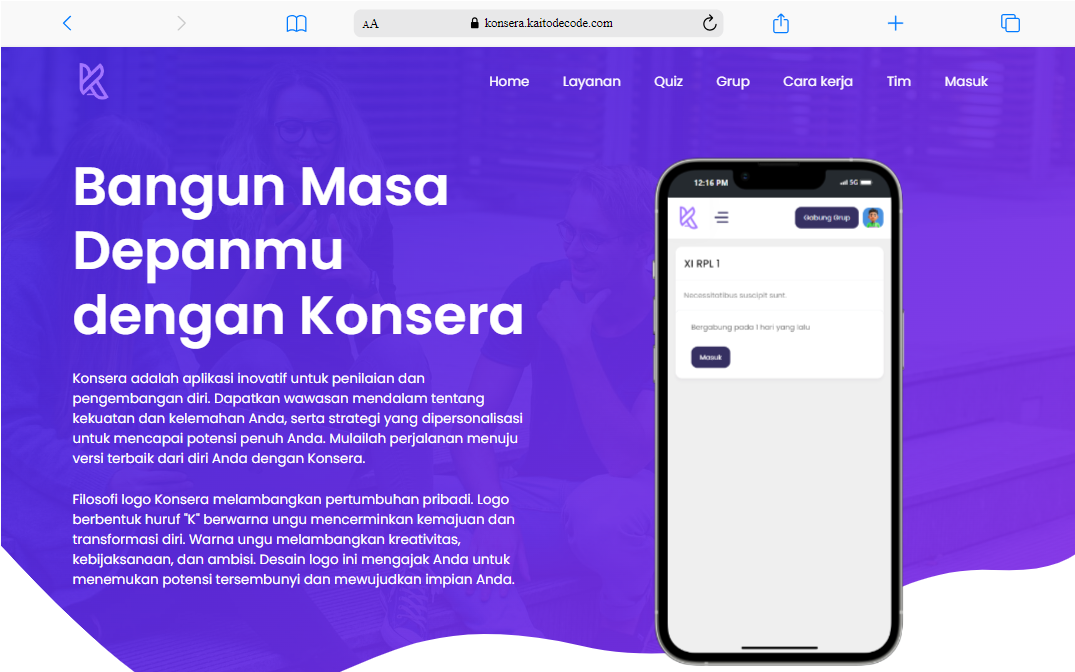 AA konsera.kaitodecode.com
Home Layanan Quiz Grup Cara kerja Tim Masuk
Bangun Masa
Depanmu
dengan Konsera
Konsera adalah aplikasi inovatif untuk penilaian dan
pengembangan diri. Dapatkan wawasan mendalam tentang
kekuatan dan kelemahan Anda, serta strategi yang dipersonalisasi
untuk mencapai potensi penuh Anda. Mulailah perjalanan menuju
versi terbaik dari diri Anda dengan Konsera.
Filosofi logo Konsera melambangkan pertumbuhan pribadi. Logo
berbentuk huruf "K" berwarna ungu mencerminkan kemajuan dan
transformasi diri. Warna ungu melambangkan kreativitas,
kebijaksanaan, dan ambisi. Desain logo ini mengajak Anda untuk
menemukan potensi tersembunyi dan mewujudkan impian Anda.
12:16 PM 5G
Gabung Grup
XI RPL 1
Necessitatibus suscipit sunt.
Bergabung pada 1 hari yang lalu
Masuk